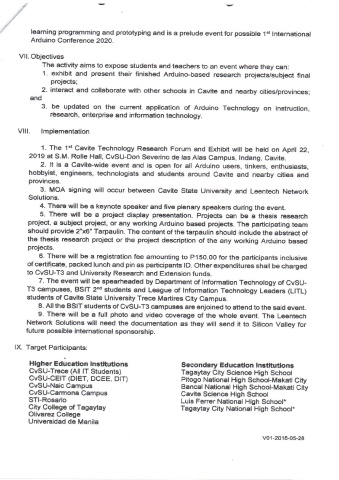 learning programming and prototyping and is a prelude event for possible 1st International
Arduino Conference 2020.
VII. Objectives
The activity aims to expose students and teachers to an event where they can:
1. exhibit and present their finished Arduino-based research projects/subject final
projects;
2. interact and collaborate with other schools in Cavite and nearby cities/provinces;
and
3. be updated on the current application of Arduino Technology on instruction,
research, enterprise and information technology.
VIII. Implementation
1. The 1st Cavite Technology Research Forum and Exhibit will be held on April 22,
2019 at S.M. Rolle Hall, CvSU-Don Severino de las Alas Campus, Indang, Cavite.
2. It is a Cavite-wide event and is open for all Arduino users, tinkers, enthusiasts,
hobbyist, engineers, technologists and students around Cavite and nearby cities and
provinces.
3. MOA signing will occur between Cavite State University and Leentech Network
Solutions.
4. There will be a keynote speaker and five plenary speakers during the event.
5. There will be a project display presentation. Projects can be a thesis research
project, a subject project, or any working Arduino based projects. The participating team
should provide 2"x6" Tarpaulin. The content of the tarpaulin should include the abstract of
the thesis research project or the project description of the any working Arduino based
projects.
6. There will be a registration fee amounting to P150.00 for the participants inclusive
of certificate, packed lunch and pin as participants ID. Other expenditures shall be charged
to CvSU-T3 and University Research and Extension funds.
7. The event will be spearheaded by Department of Information Technology of CvSU-
T3 campuses, BSIT 2nd students and League of Information Technology Leaders (LITL)
students of Cavite State University Trece Martires City Campus.
8. All the BSIT students of CvSU-T3 campuses are enjoined to attend to the said event.
9. There will be a full photo and video coverage of the whole event. The Leentech
Network Solutions will need the documentation as they will send it to Silicon Valley for
future possible international sponsorship.
IX. Target Participants:
Higher Education Institutions
CvSU-Trece (All IT Students)
CvSU-CEIT (DIET, DCEE, DIT)
CvSU-Naic Campus
CvSU-Carmona Campus
STI-Rosario
City College of Tagaytay
Olivarez College
Universidad de Manila
Secondary Education Institutions
Tagaytay City Science High School
Pitogo National High School-Makati City
Bancal National High School-Makati City
Cavite Science High School
Luis Ferrer National High School*
Tagaytay City National High School*
V01-2018-05-28